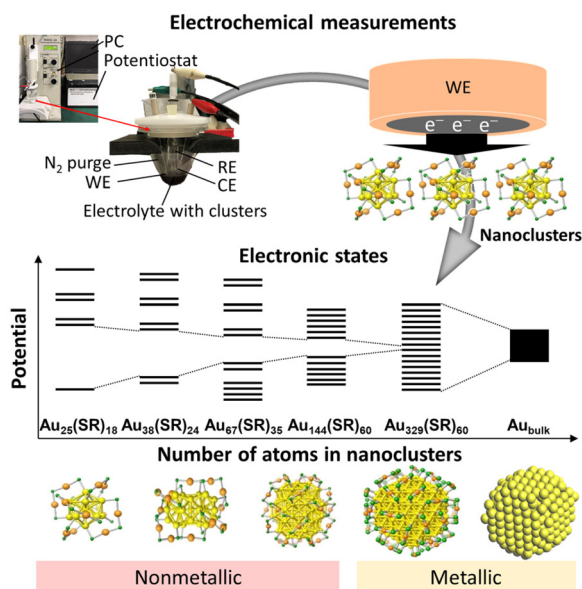 Electrochemical measurements
PC
Potentiostat
N₂ purge
WE
RE
CE
Electrolyte with clusters
WE
e⁻ e⁻ e⁻
Nanoclusters
Electronic states
Potential
Au₂₅(SR)₁₈ Au₃₈(SR)₂₄ Au₆₇(SR)₃₅ Au₁₄₄(SR)₆₀ Au₃₂₉(SR)₆₀ Au_bulk
Number of atoms in nanoclusters
Nonmetallic
Metallic